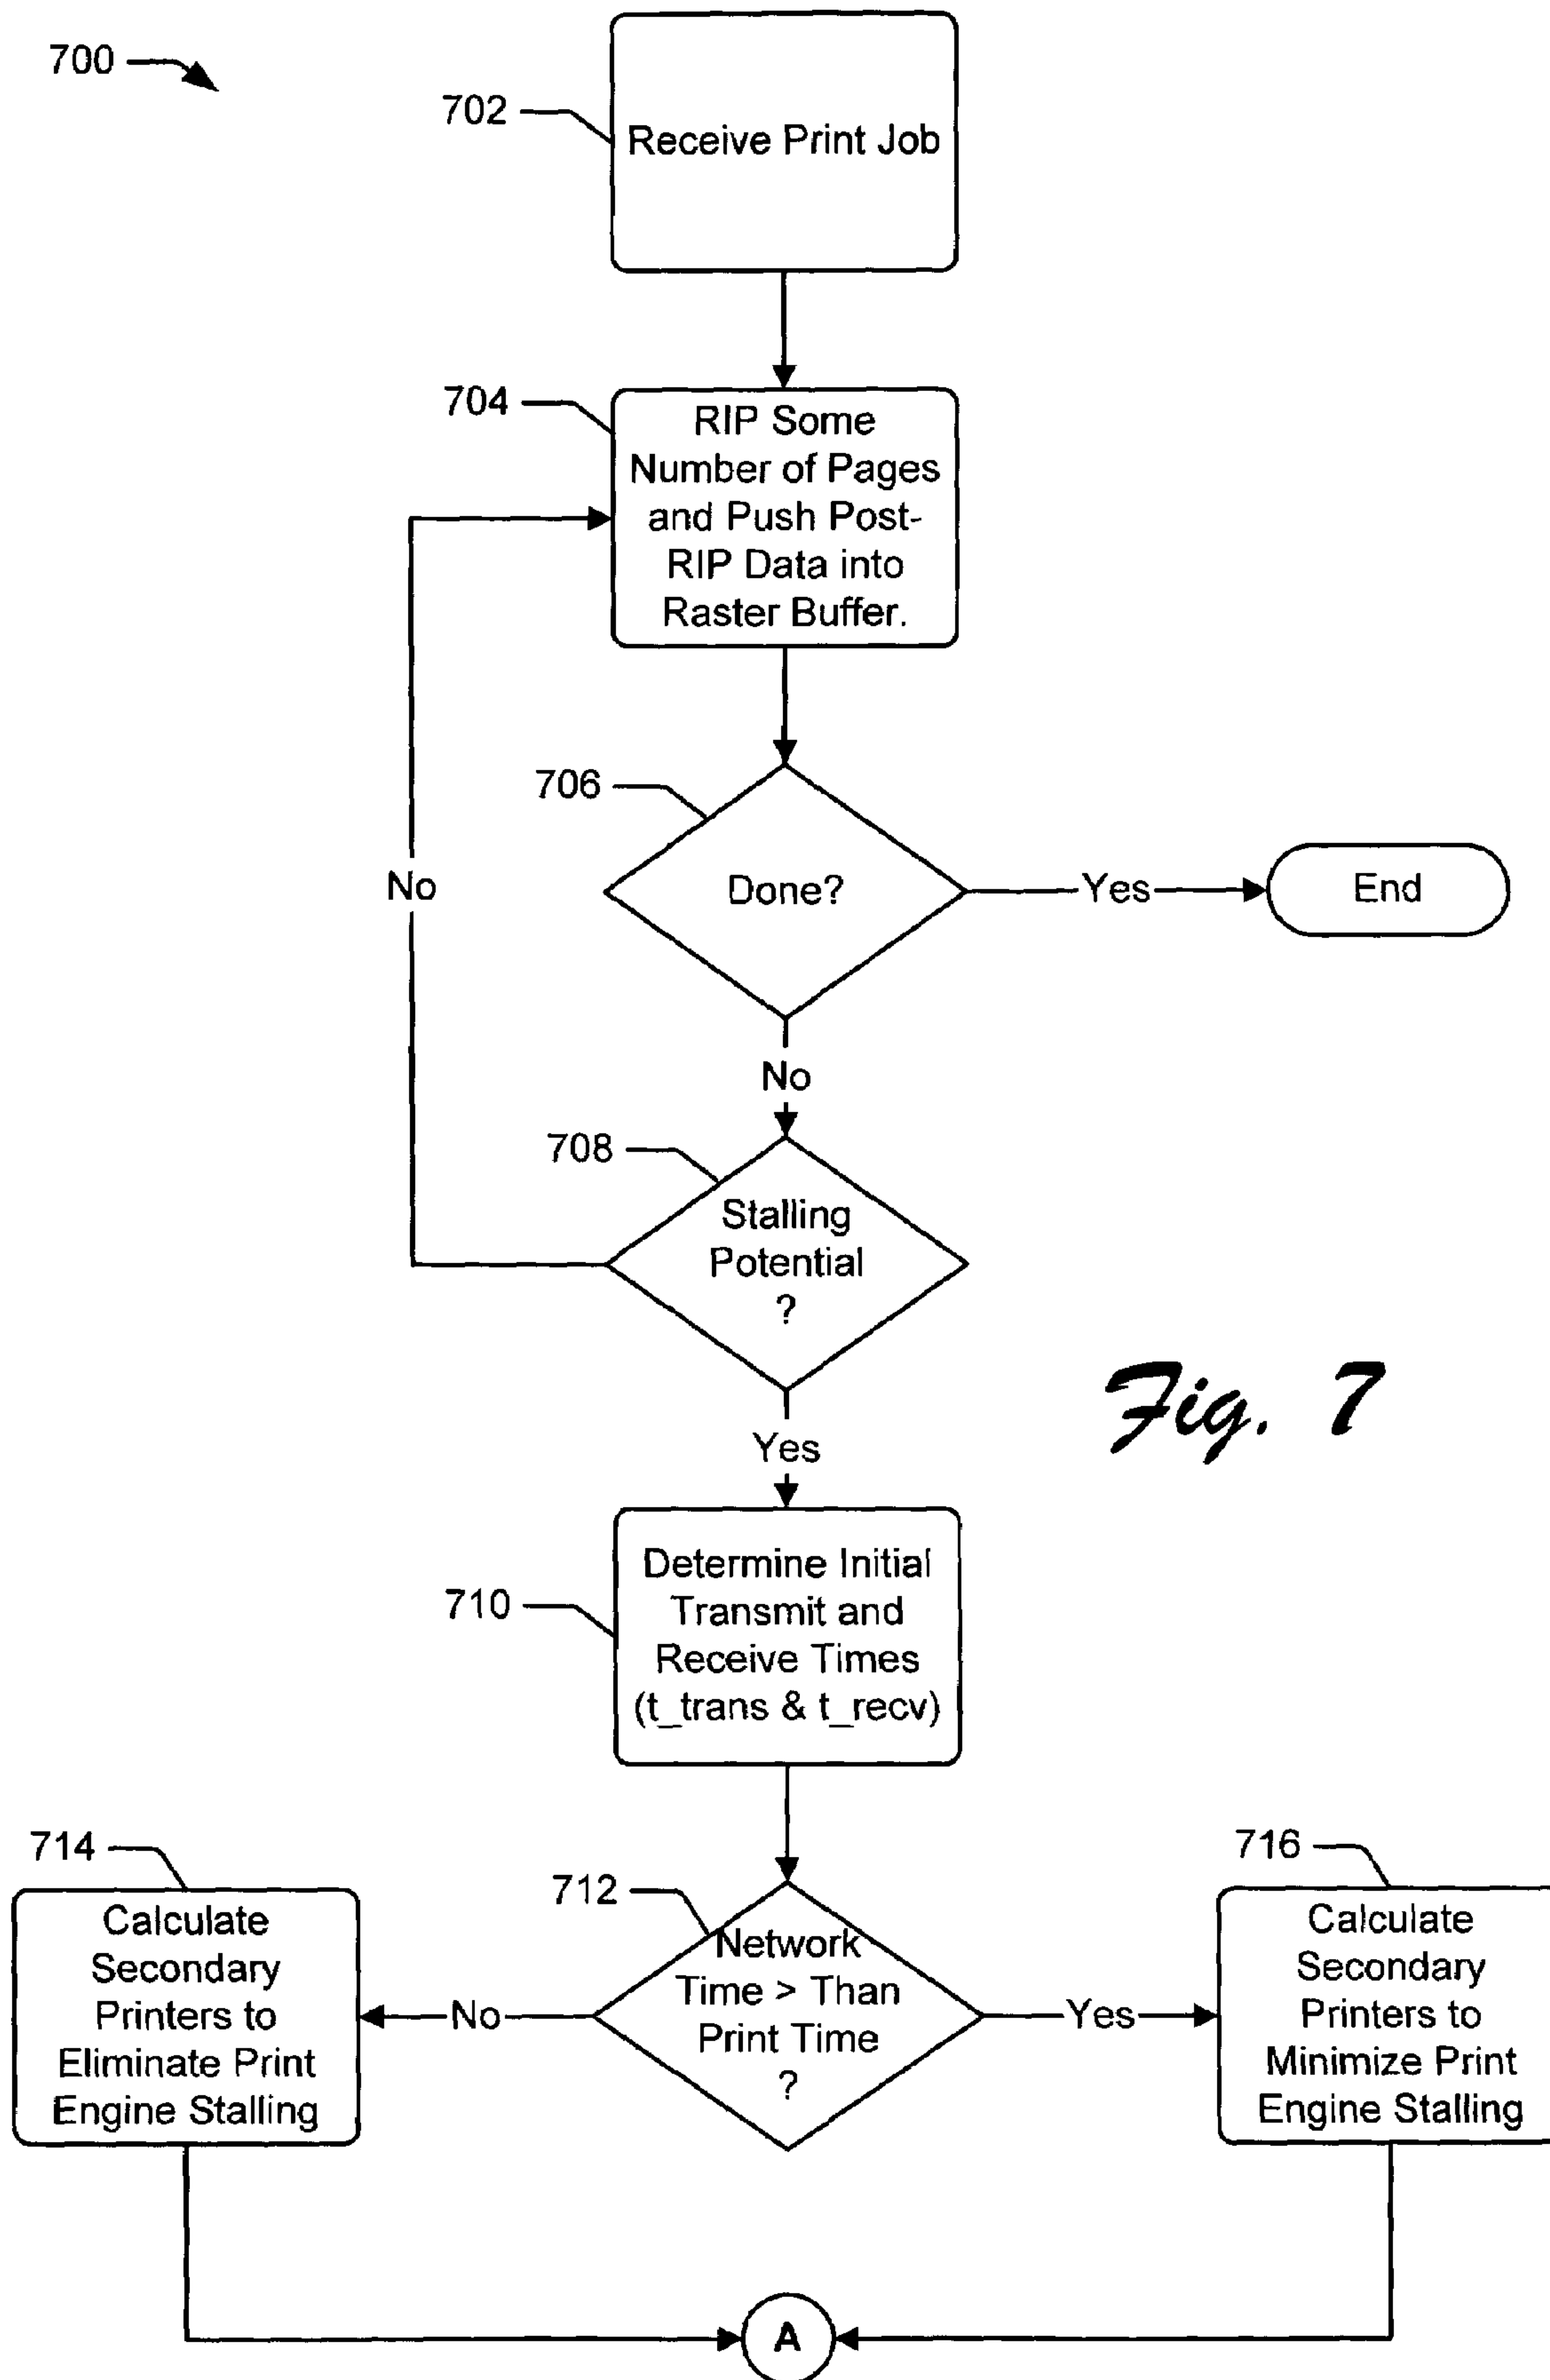 700
702
Receive Print Job
704
RIP Some
Number of Pages
and Push Post-
RIP Data into
Raster Buffer.
706
Done?
Yes
End
No
No
708
Stalling
Potential
?
Yes
Fig. 7
710
Determine Initial
Transmit and
Receive Times
(t_trans & t_recv)
714
Calculate
Secondary
Printers to
Eliminate Print
Engine Stalling
No
712
Network
Time > Than
Print Time
?
Yes
716
Calculate
Secondary
Printers to
Minimize Print
Engine Stalling
A